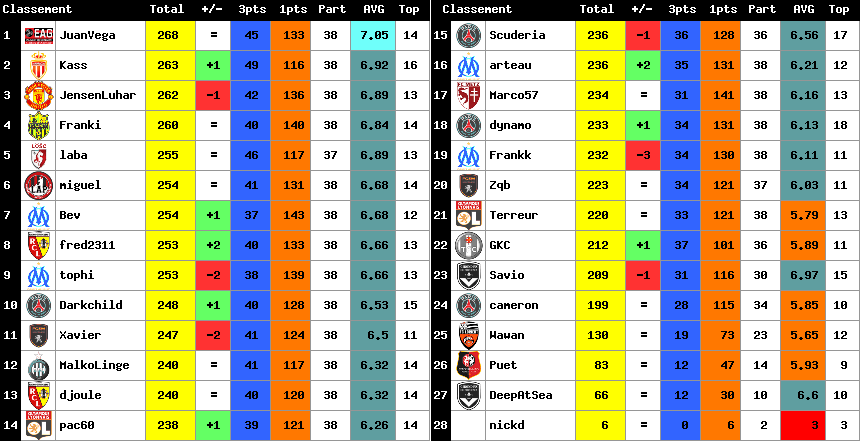 Classement Total +/- 3pts 1pts Part AVG Top
1 JuanVega 268 = 45 133 38 7.05 14
2 Kass 263 +1 49 116 38 6.92 16
3 JensenLuhar 262 -1 42 136 38 6.89 13
4 Franki 260 = 40 140 38 6.84 14
5 laba 255 = 46 117 37 6.89 13
6 miguel 254 = 41 131 38 6.68 14
7 Bev 254 +1 37 143 38 6.68 12
8 fred2311 253 +2 40 133 38 6.66 13
9 tophi 253 -2 38 139 38 6.66 13
10 Darkchild 248 +1 40 128 38 6.53 15
11 Xavier 247 -2 41 124 38 6.5 11
12 MalkoLinge 240 = 41 117 38 6.32 14
13 djoule 240 = 40 120 38 6.32 14
14 pac60 238 +1 39 121 38 6.26 14
Classement Total +/- 3pts 1pts Part AVG Top
15 Scuderia 236 -1 36 128 36 6.56 17
16 arteau 236 +2 35 131 38 6.21 12
17 Marco57 234 = 31 141 38 6.16 13
18 dynamo 233 +1 34 131 38 6.13 18
19 Frankk 232 -3 34 130 38 6.11 11
20 Zqb 223 = 34 121 37 6.03 11
21 Terreur 220 = 33 121 38 5.79 13
22 GKC 212 +1 37 101 36 5.89 11
23 Savio 209 -1 31 116 30 6.97 15
24 cameron 199 = 28 115 34 5.85 10
25 Wawan 130 = 19 73 23 5.65 12
26 Puet 83 = 12 47 14 5.93 9
27 DeepAtSea 66 = 12 30 10 6.6 10
28 nickd 6 = 0 6 2 3 3